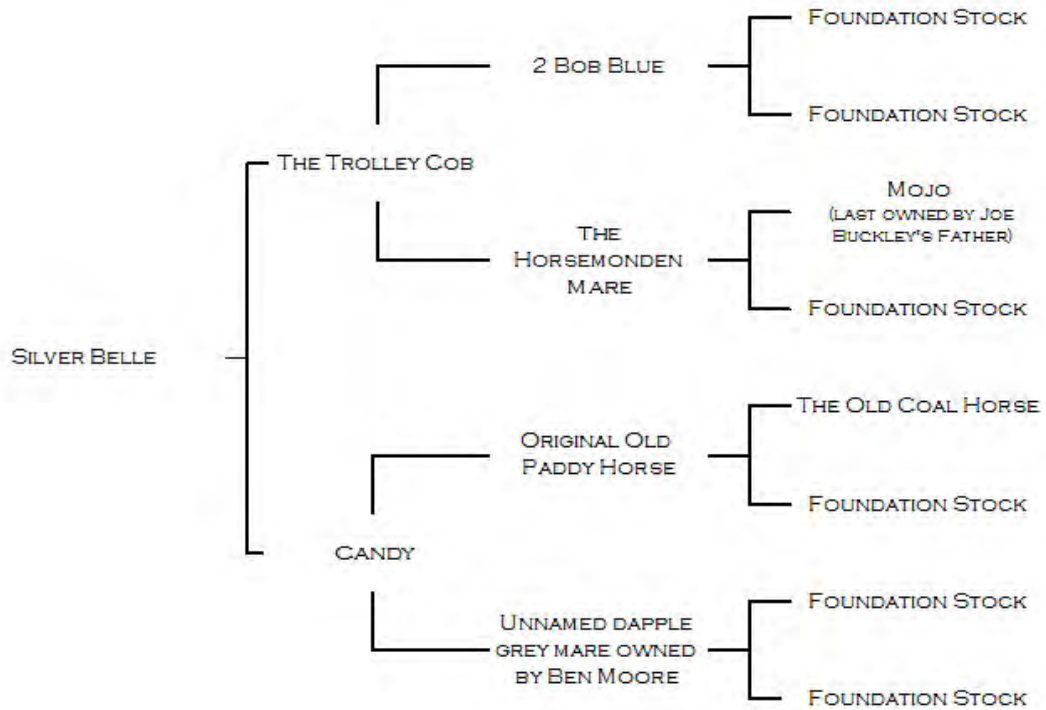 Foundation Stock
2 Bob Blue
Foundation Stock
The Trolley Cob
Mojo
(last owned by Joe
Buckley's Father)
The
Horsemonden
Mare
Foundation Stock
Silver Belle
The Old Coal Horse
Original Old
Paddy Horse
Foundation Stock
Candy
Foundation Stock
Unnamed dapple
grey mare owned
by Ben Moore
Foundation Stock